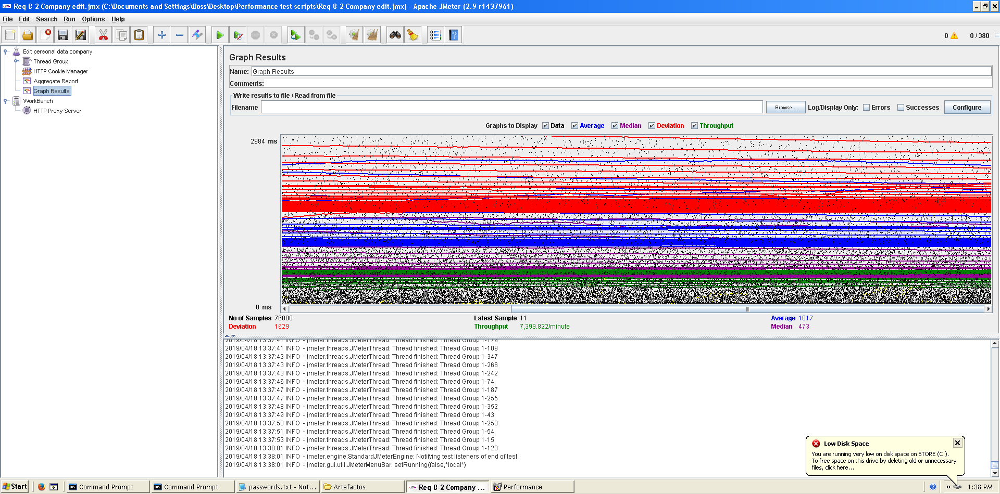 Req 8-2 Company edit.jmx (C:\Documents and Settings\Boss\Desktop\Performance test scripts\Req 8-2 Company edit.jmx) - Apache JMeter (2.9 r1437961)
File Edit Search Run Options Help
0 0 / 380
Edit personal data company
Thread Group
HTTP Cookie Manager
Aggregate Report
Graph Results
WorkBench
HTTP Proxy Server
Graph Results
Name: Graph Results
Comments:
Write results to file / Read from file
Filename Browse... Log/Display Only: Errors Successes Configure
Graphs to Display Data Average Median Deviation Throughput
2984 ms
0 ms
No of Samples 76000 Latest Sample 11 Average 1017
Deviation 1629 Throughput 7,399.822/minute Median 473
2019/04/18 13:37:41 INFO - jmeter.threads.JMeterThread: Thread finished: Thread Group 1-179
2019/04/18 13:37:41 INFO - jmeter.threads.JMeterThread: Thread finished: Thread Group 1-109
2019/04/18 13:37:43 INFO - jmeter.threads.JMeterThread: Thread finished: Thread Group 1-347
2019/04/18 13:37:43 INFO - jmeter.threads.JMeterThread: Thread finished: Thread Group 1-266
2019/04/18 13:37:43 INFO - jmeter.threads.JMeterThread: Thread finished: Thread Group 1-242
2019/04/18 13:37:46 INFO - jmeter.threads.JMeterThread: Thread finished: Thread Group 1-74
2019/04/18 13:37:47 INFO - jmeter.threads.JMeterThread: Thread finished: Thread Group 1-187
2019/04/18 13:37:47 INFO - jmeter.threads.JMeterThread: Thread finished: Thread Group 1-255
2019/04/18 13:37:48 INFO - jmeter.threads.JMeterThread: Thread finished: Thread Group 1-352
2019/04/18 13:37:49 INFO - jmeter.threads.JMeterThread: Thread finished: Thread Group 1-43
2019/04/18 13:37:50 INFO - jmeter.threads.JMeterThread: Thread finished: Thread Group 1-253
2019/04/18 13:37:51 INFO - jmeter.threads.JMeterThread: Thread finished: Thread Group 1-54
2019/04/18 13:37:53 INFO - jmeter.threads.JMeterThread: Thread finished: Thread Group 1-15
2019/04/18 13:38:01 INFO - jmeter.threads.JMeterThread: Thread finished: Thread Group 1-123
2019/04/18 13:38:01 INFO - jmeter.engine.StandardJMeterEngine: Notifying test listeners of end of test
2019/04/18 13:38:01 INFO - jmeter.gui.util.JMeterMenuBar: setRunning(false,*local*)
Low Disk Space
You are running very low on disk space on STORE (C:).
To free space on this drive by deleting old or unnecessary
files, click here...
Start Command Prompt Command Prompt passwords.txt - Not... Artefactos Req 8-2 Company ... Performance « 1:38 PM